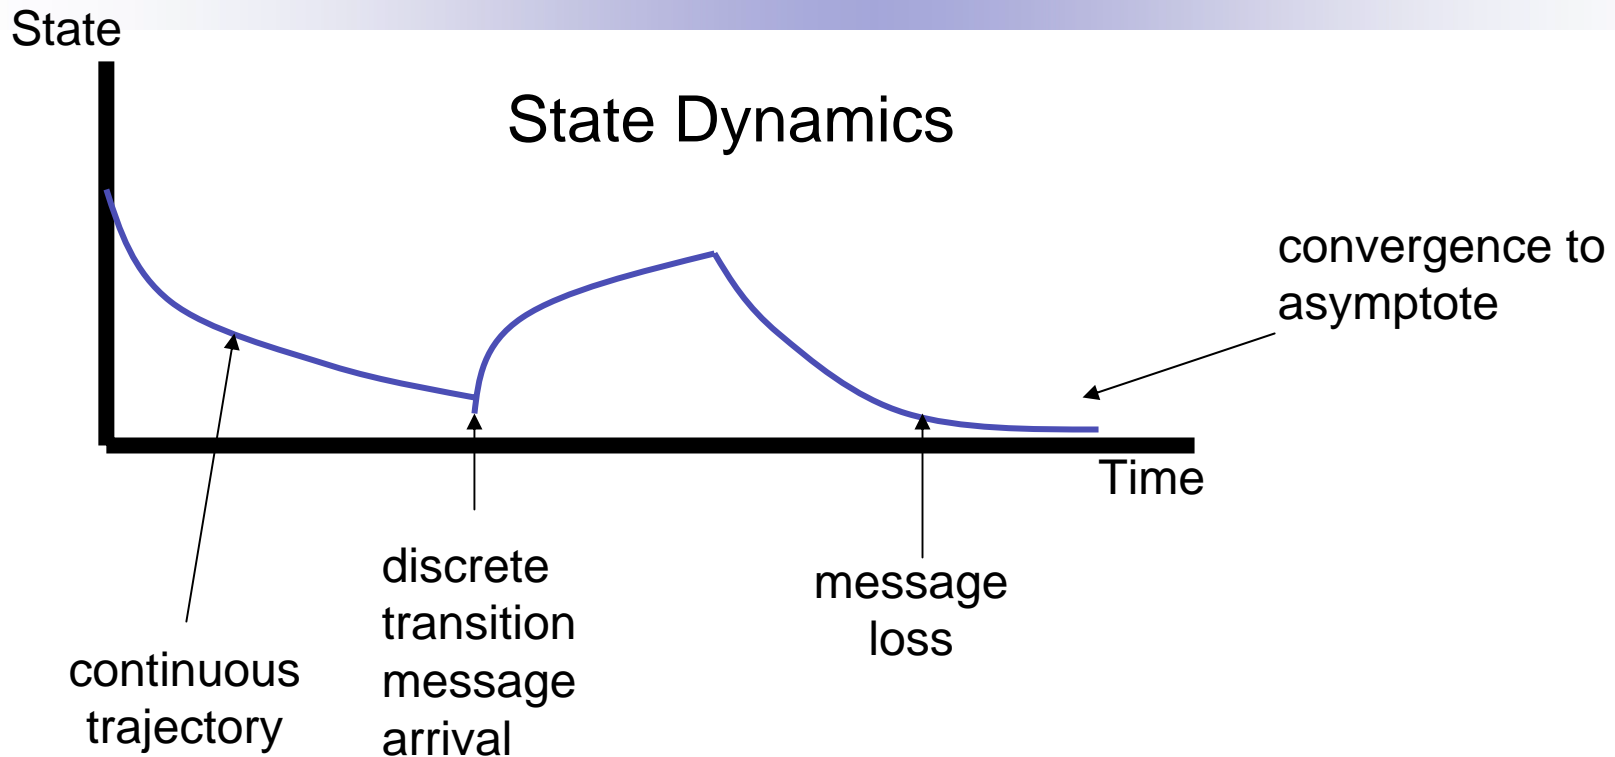 State
State Dynamics
convergence to
asymptote
Time
discrete
transition
message
arrival
message
loss
continuous
trajectory